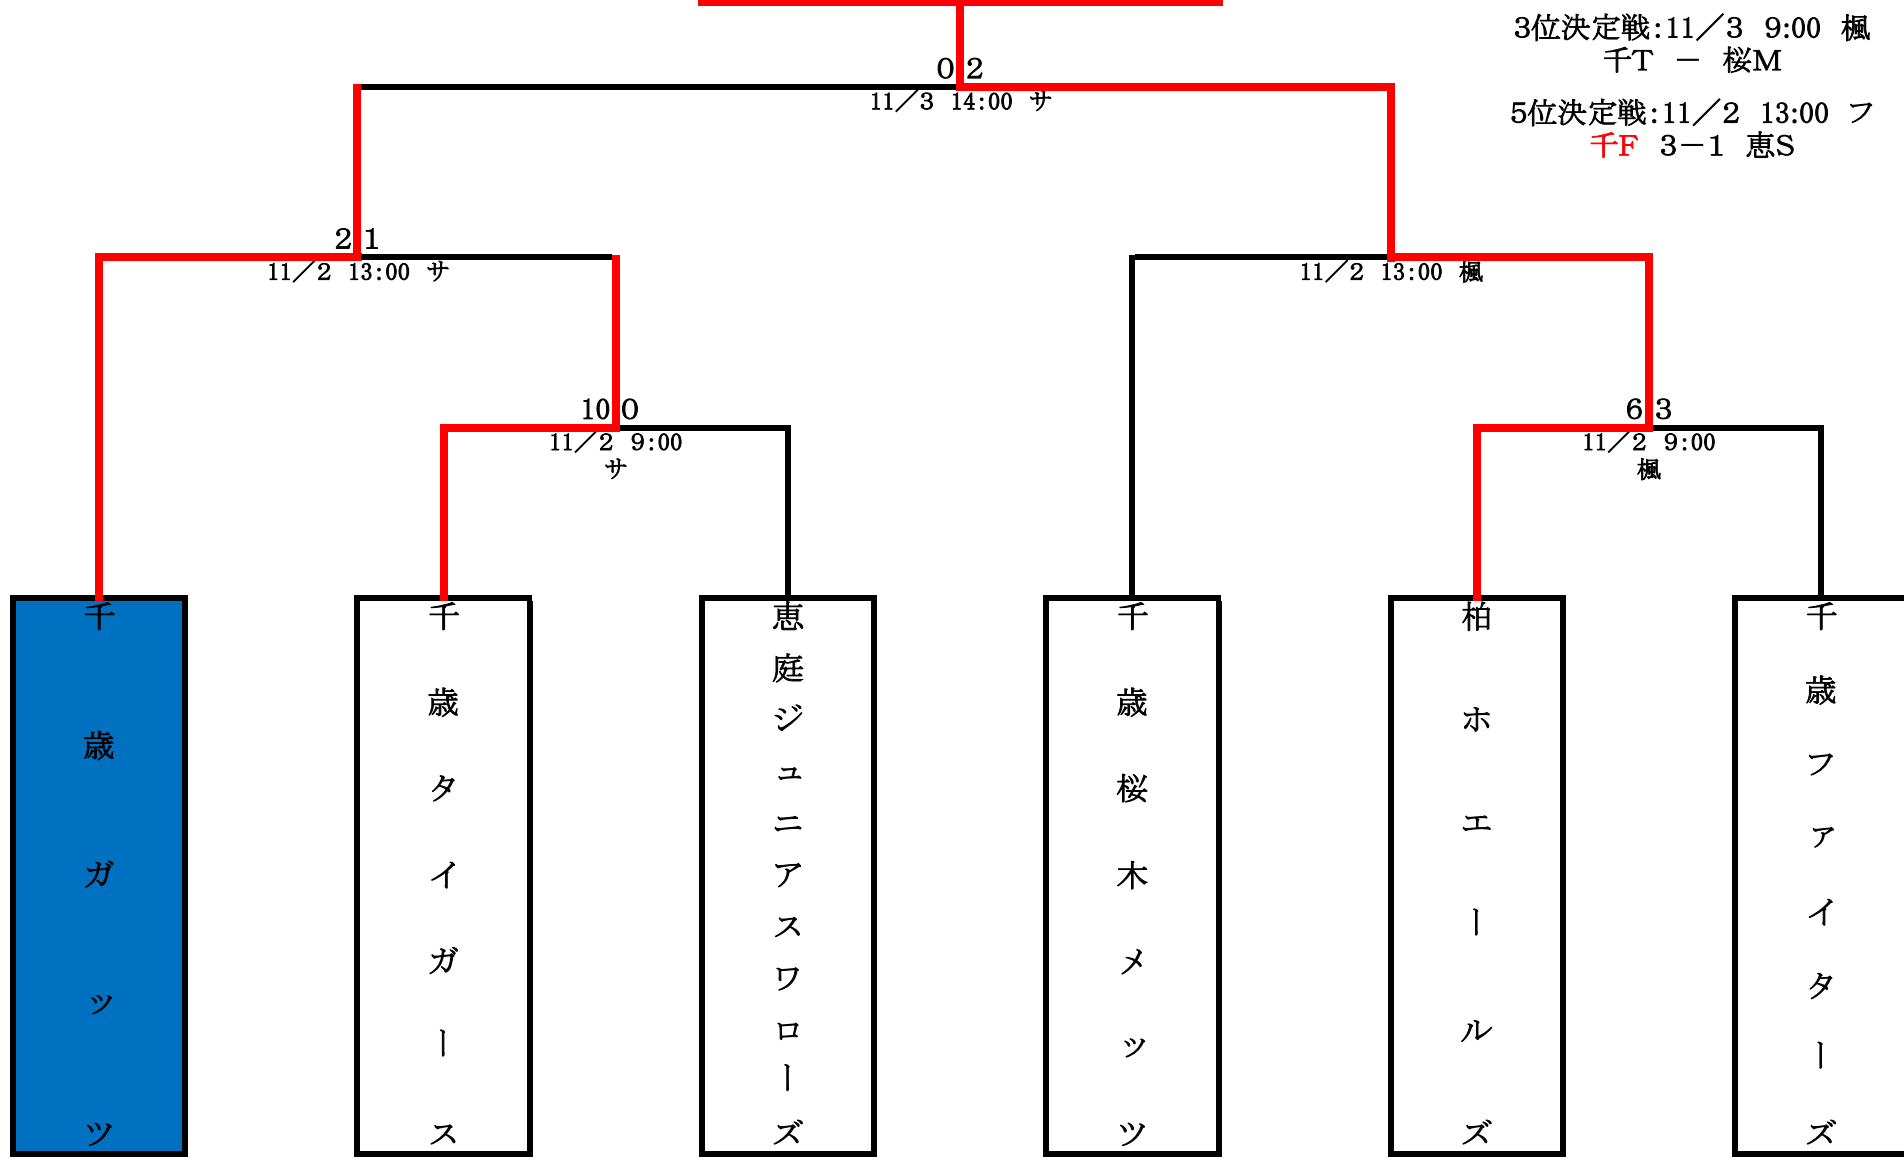 3位決定戦:11／3 9:00 楓
千T － 桜M
5位決定戦:11／2 13:00 フ
千F 3－1 恵S
0 2
11／3 14:00 サ
2 1
11／2 13:00 サ
11／2 13:00 楓
10 0
11／2 9:00
サ
6 3
11／2 9:00
楓
千歳ガッツ
千歳タイガース
恵庭ジュニアスワローズ
千歳桜木メッツ
柏ホエールズ
千歳ファイターズ